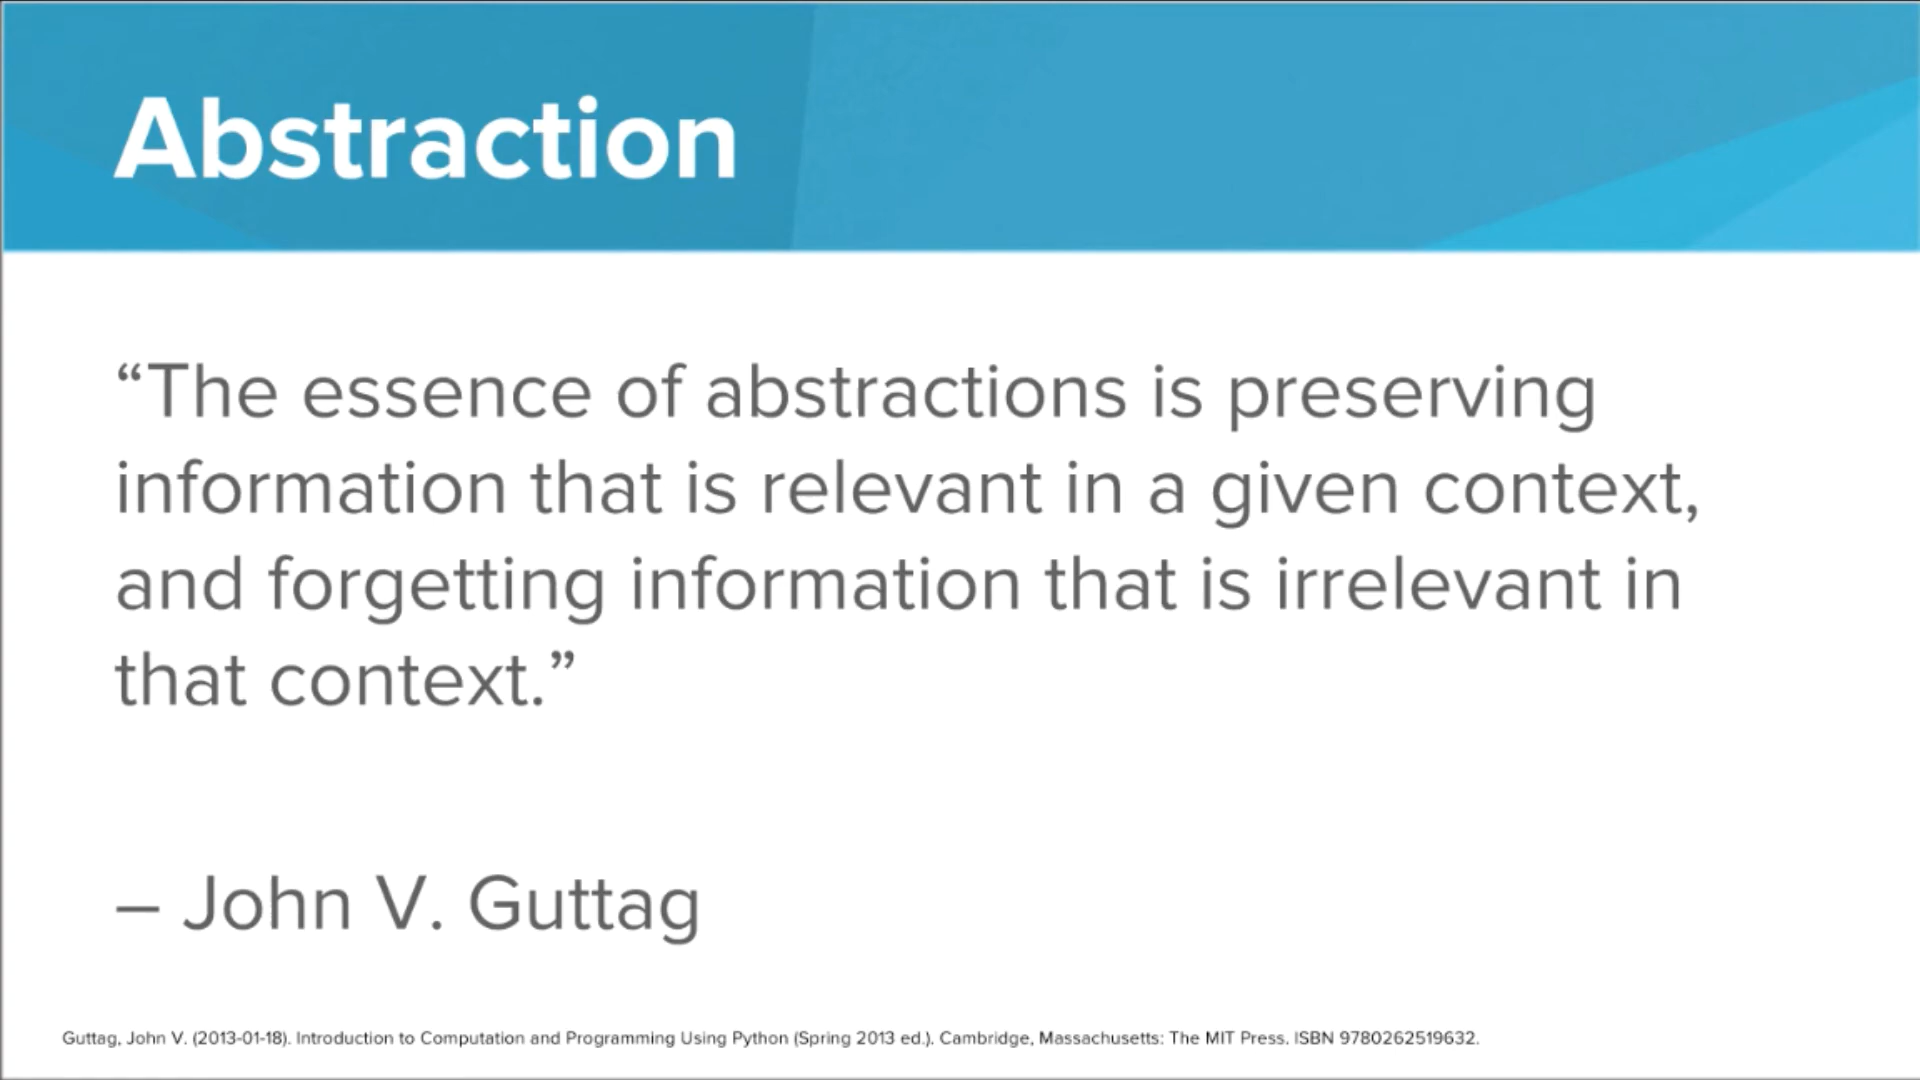 Abstraction
“The essence of abstractions is preserving
information that is relevant in a given context,
and forgetting information that is irrelevant in
that context.”
– John V. Guttag
Guttag, John V. (2013-01-18). Introduction to Computation and Programming Using Python (Spring 2013 ed.). Cambridge, Massachusetts: The MIT Press. ISBN 9780262519632.